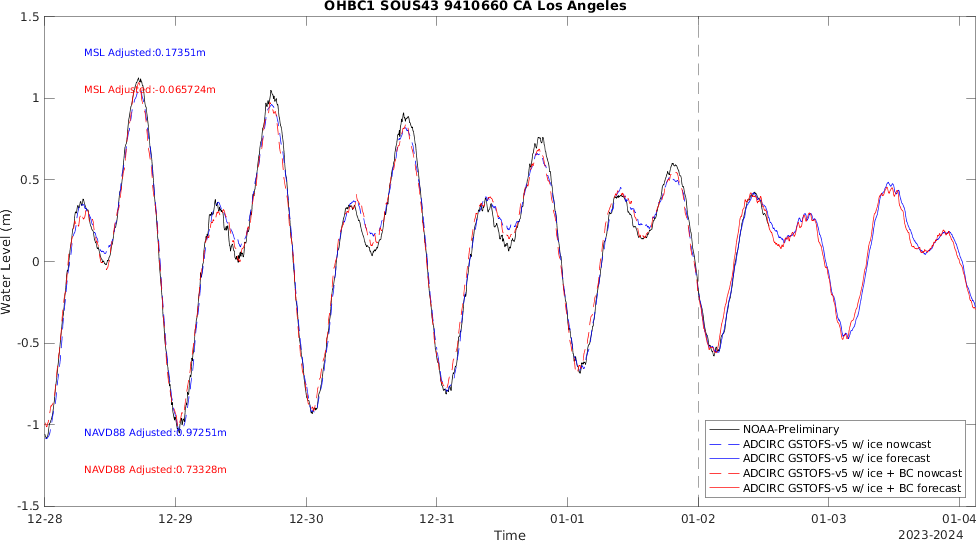 OHBC1 SOUS43 9410660 CA Los Angeles
1.5
MSL Adjusted:0.17351m
MSL Adjusted:-0.065724m
1
0.5
Water Level (m)
0
-0.5
-1
NAVD88 Adjusted:0.97251m
NAVD88 Adjusted:0.73328m
NOAA-Preliminary
ADCIRC GSTOFS-v5 w/ ice nowcast
ADCIRC GSTOFS-v5 w/ ice forecast
ADCIRC GSTOFS-v5 w/ ice + BC nowcast
ADCIRC GSTOFS-v5 w/ ice + BC forecast
-1.5
12-28 12-29 12-30 12-31 01-01 01-02 01-03 01-04
Time
2023-2024